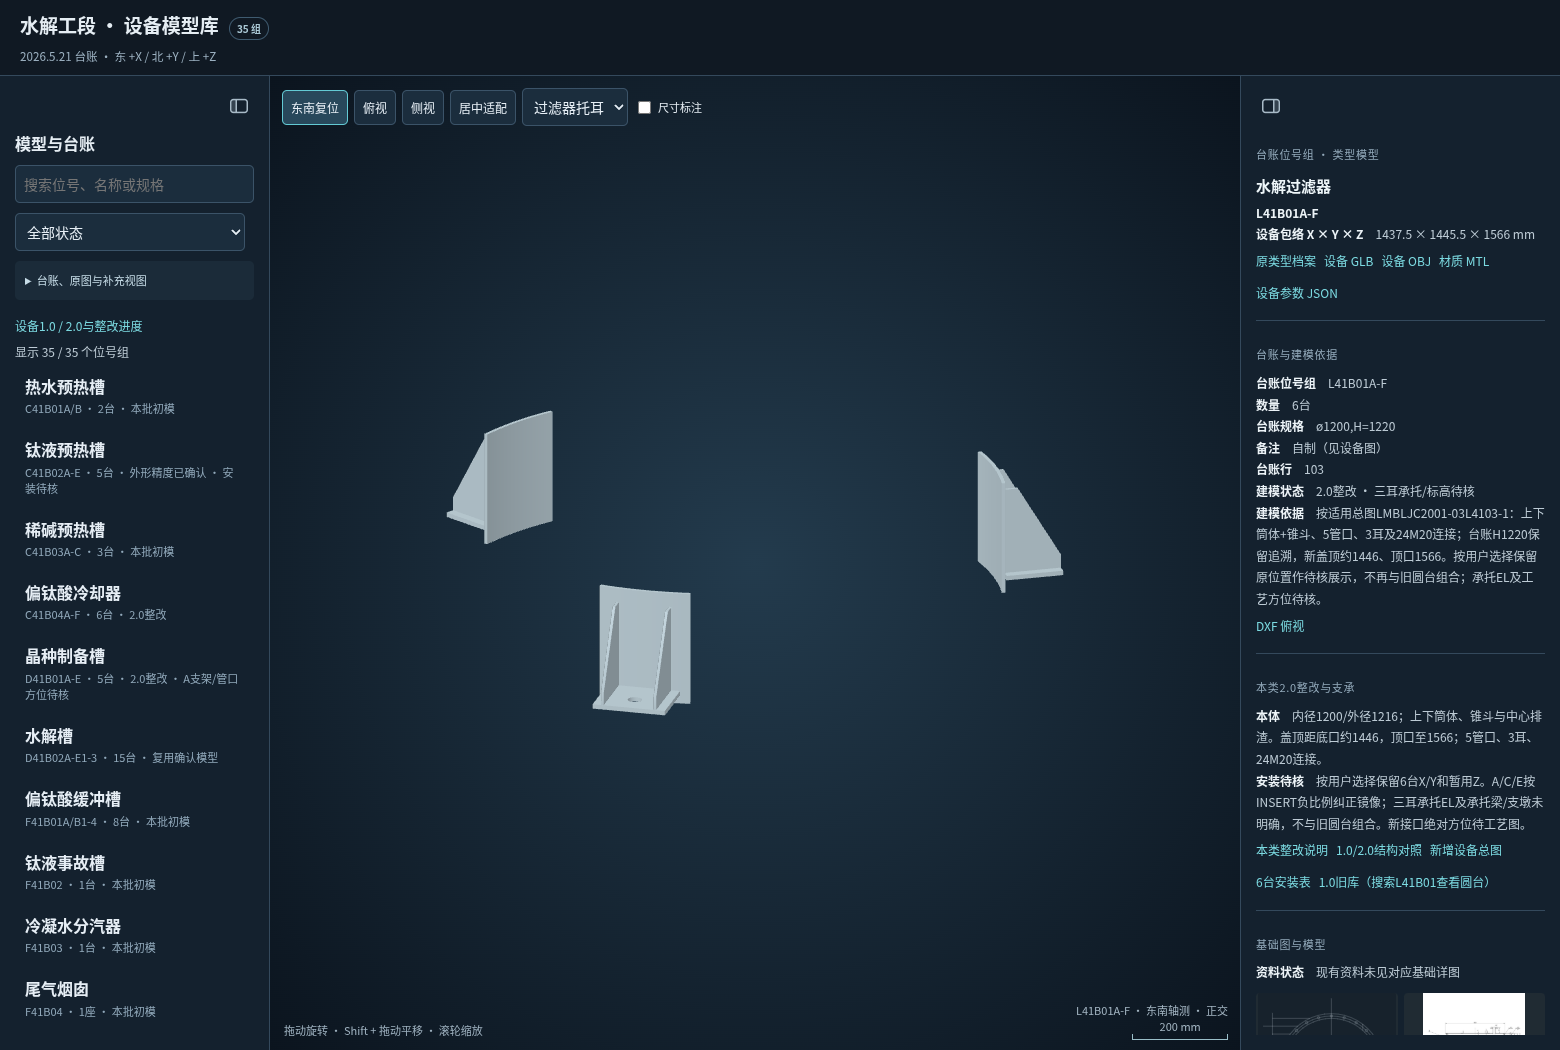 水解工段 · 设备模型库 35 组
2026.5.21 台账 · 东 +X / 北 +Y / 上 +Z
模型与台账
搜索位号、名称或规格
全部状态
▸ 台账、原图与补充视图
设备1.0 / 2.0与整改进度
显示 35 / 35 个位号组
热水预热槽
C41B01A/B · 2台 · 本批初模
钛液预热槽
C41B02A-E · 5台 · 外形精度已确认 · 安
装待核
稀碱预热槽
C41B03A-C · 3台 · 本批初模
偏钛酸冷却器
C41B04A-F · 6台 · 2.0整改
晶种制备槽
D41B01A-E · 5台 · 2.0整改 · A支架/管口
方位待核
水解槽
D41B02A-E1-3 · 15台 · 复用确认模型
偏钛酸缓冲槽
F41B01A/B1-4 · 8台 · 本批初模
钛液事故槽
F41B02 · 1台 · 本批初模
冷凝水分汽器
F41B03 · 1台 · 本批初模
尾气烟囱
F41B04 · 1座 · 本批初模
东南复位 俯视 侧视 居中适配 过滤器托耳 尺寸标注
拖动旋转 · Shift + 拖动平移 · 滚轮缩放
L41B01A-F · 东南轴测 · 正交
200 mm
台账位号组 · 类型模型
水解过滤器
L41B01A-F
设备包络 X × Y × Z 1437.5 × 1445.5 × 1566 mm
原类型档案 设备 GLB 设备 OBJ 材质 MTL
设备参数 JSON
台账与建模依据
台账位号组 L41B01A-F
数量 6台
台账规格 ø1200,H=1220
备注 自制（见设备图）
台账行 103
建模状态 2.0整改 · 三耳承托/标高待核
建模依据 按适用总图LMBLJC2001-03L4103-1：上下
筒体+锥斗、5管口、3耳及24M20连接；台账H1220保
留追溯，新盖顶约1446、顶口1566。按用户选择保留
原位置作待核展示，不再与旧圆台组合；承托EL及工
艺方位待核。
DXF 俯视
本类2.0整改与支承
本体 内径1200/外径1216；上下筒体、锥斗与中心排
渣。盖顶距底口约1446，顶口至1566；5管口、3耳、
24M20连接。
安装待核 按用户选择保留6台X/Y和暂用Z。A/C/E按
INSERT负比例纠正镜像；三耳承托EL及承托梁/支墩未
明确，不与旧圆台组合。新接口绝对方位待工艺图。
本类整改说明 1.0/2.0结构对照 新增设备总图
6台安装表 1.0旧库（搜索L41B01查看圆台）
基础图与模型
资料状态 现有资料未见对应基础详图